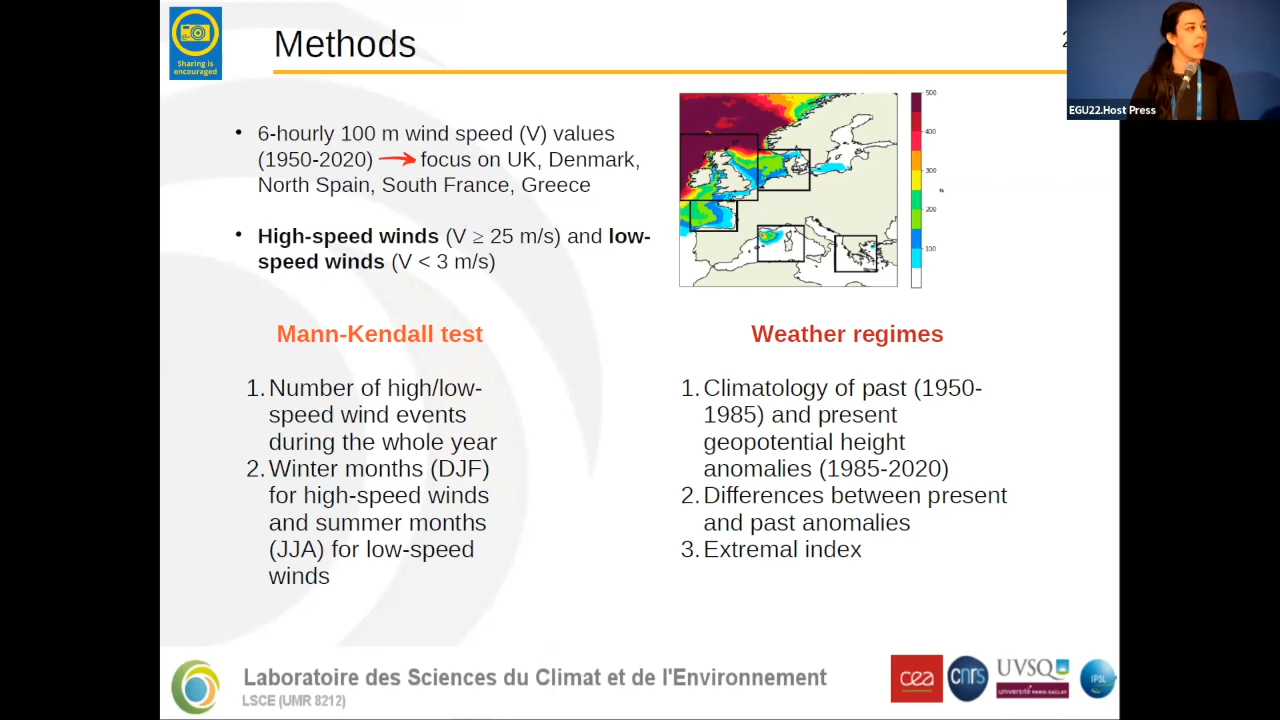 Sharing is
encouraged
Methods
2
EGU22.Host Press
• 6-hourly 100 m wind speed (V) values
(1950-2020) → focus on UK, Denmark,
North Spain, South France, Greece
• High-speed winds (V ≥ 25 m/s) and low-
speed winds (V < 3 m/s)
500
400
300
200
100
Mann-Kendall test
1. Number of high/low-
speed wind events
during the whole year
2. Winter months (DJF)
for high-speed winds
and summer months
(JJA) for low-speed
winds
Weather regimes
1. Climatology of past (1950-
1985) and present
geopotential height
anomalies (1985-2020)
2. Differences between present
and past anomalies
3. Extremal index
Laboratoire des Sciences du Climat et de l'Environnement
LSCE (UMR 8212)
cea
cnrs
UVSQ
université PARIS-SACLAY
IPSL